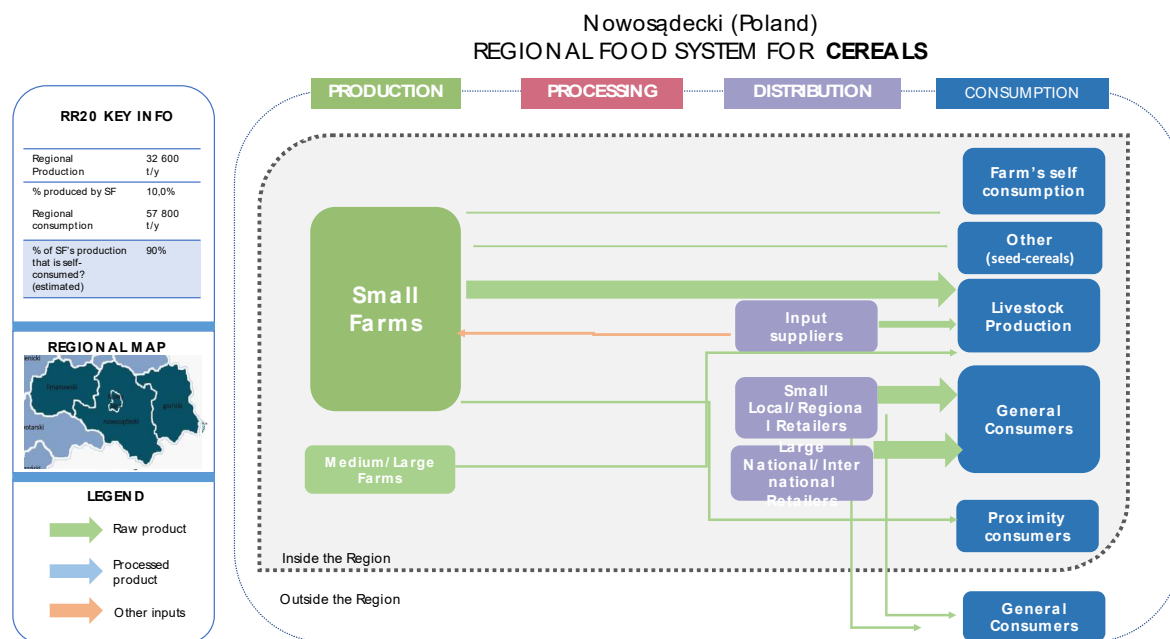 Nowosądecki (Poland)
REGIONAL FOOD SYSTEM FOR CEREALS
PRODUCTION
PROCESSING
DISTRIBUTION
CONSUMPTION
RR20 KEY INFO
Regional
Production
32 600
t/y
% produced by SF
10,0%
Regional
consumption
57 800
t/y
% of SF's production
that is self-
consumed?
(estimated)
90%
REGIONAL MAP
nowosądecki
LEGEND
Raw product
Processed
product
Other inputs
Small
Farms
Medium/Large
Farms
Input
suppliers
Small
Local/Regiona
l Retailers
Large
National/Inter
national
Retailers
Farm's self
consumption
Other
(seed-cereals)
Livestock
Production
General
Consumers
Proximity
consumers
Inside the Region
Outside the Region
General
Consumers